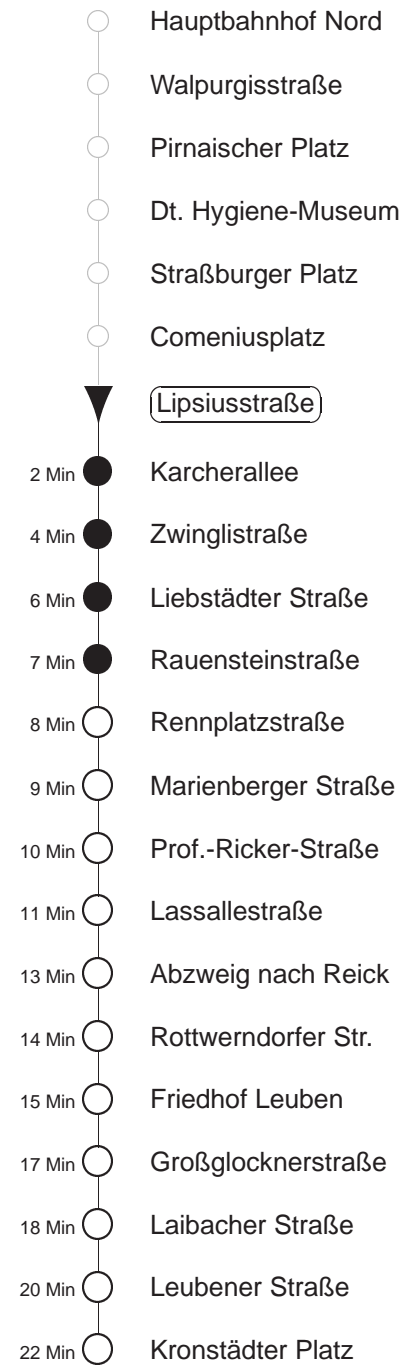 Hauptbahnhof Nord
Walpurgisstraße
Pirnaischer Platz
Dt. Hygiene-Museum
Straßburger Platz
Comeniusplatz
Lipsiusstraße
2 Min Karcherallee
4 Min Zwinglistraße
6 Min Liebstädter Straße
7 Min Rauensteinstraße
8 Min Rennplatzstraße
9 Min Marienberger Straße
10 Min Prof.-Ricker-Straße
11 Min Lassallestraße
13 Min Abzweig nach Reick
14 Min Rottwerndorfer Str.
15 Min Friedhof Leuben
17 Min Großglocknerstraße
18 Min Laibacher Straße
20 Min Leubener Straße
22 Min Kronstädter Platz